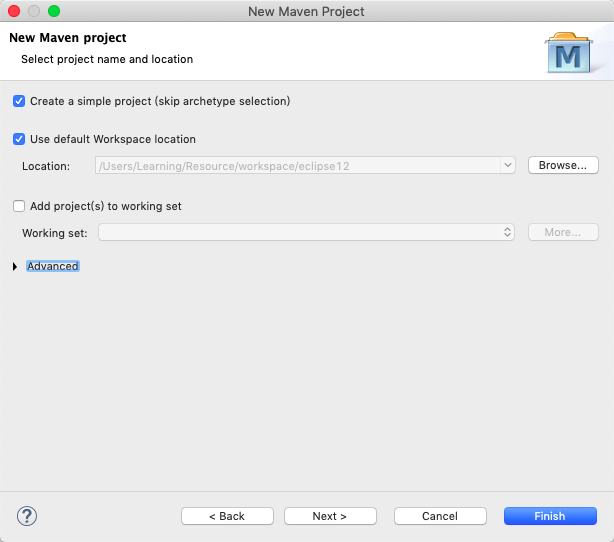 New Maven Project
New Maven project
Select project name and location
M
Create a simple project (skip archetype selection)
Use default Workspace location
Location: /Users/Learning/Resource/workspace/eclipse12 Browse...
Add project(s) to working set
Working set: More...
Advanced
? < Back Next > Cancel Finish